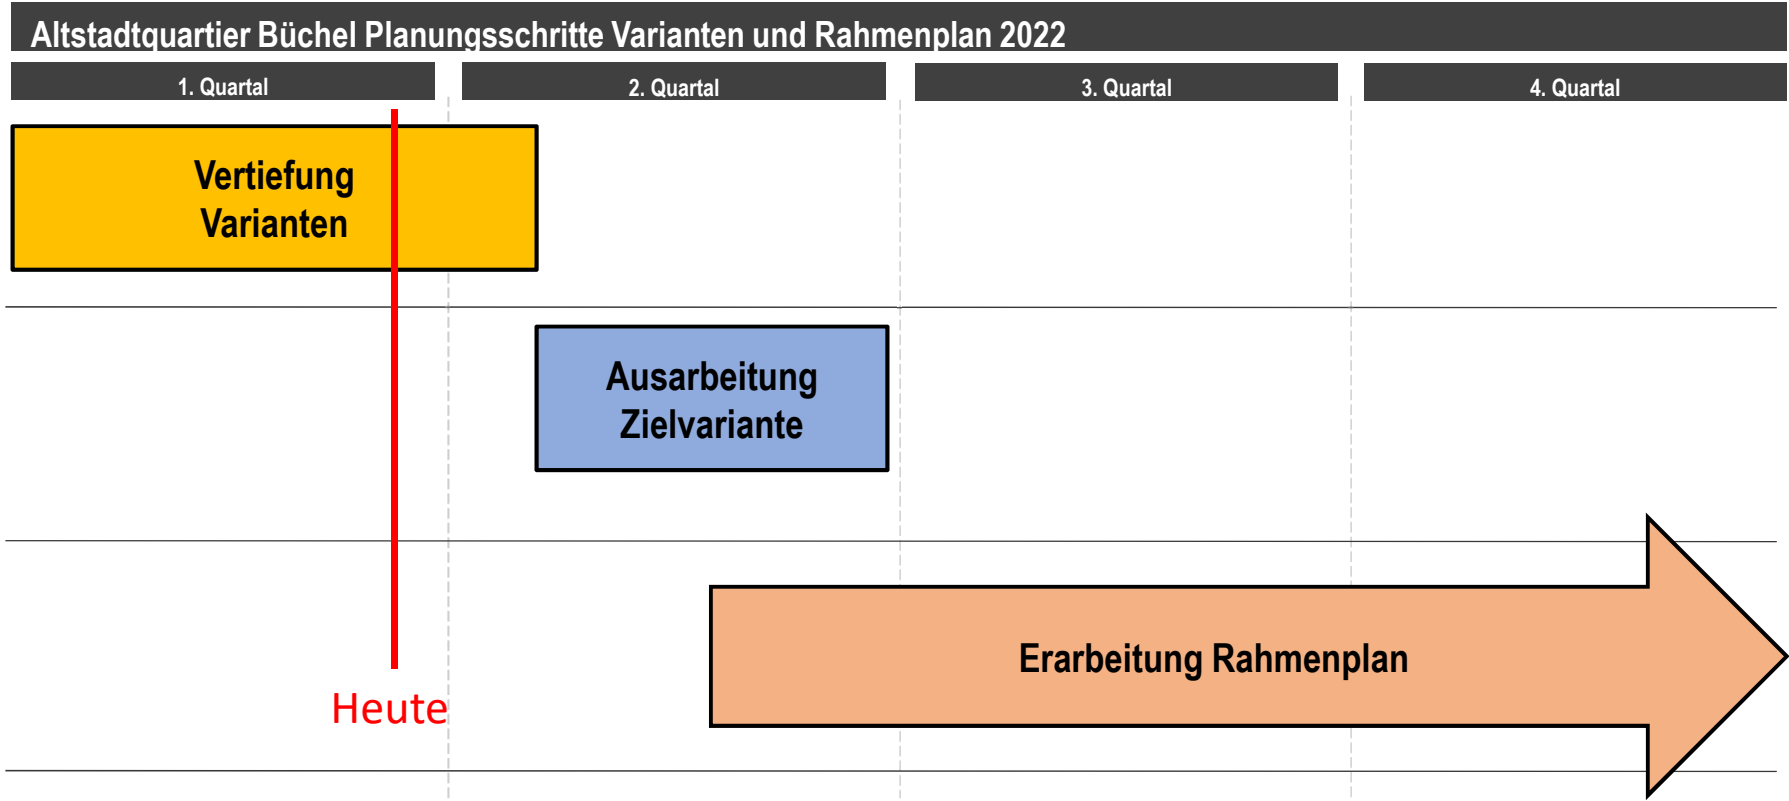 Altstadtquartier Büchel Planungsschritte Varianten und Rahmenplan 2022
1. Quartal
2. Quartal
3. Quartal
4. Quartal
Vertiefung
Varianten
Ausarbeitung
Zielvariante
Erarbeitung Rahmenplan
Heute